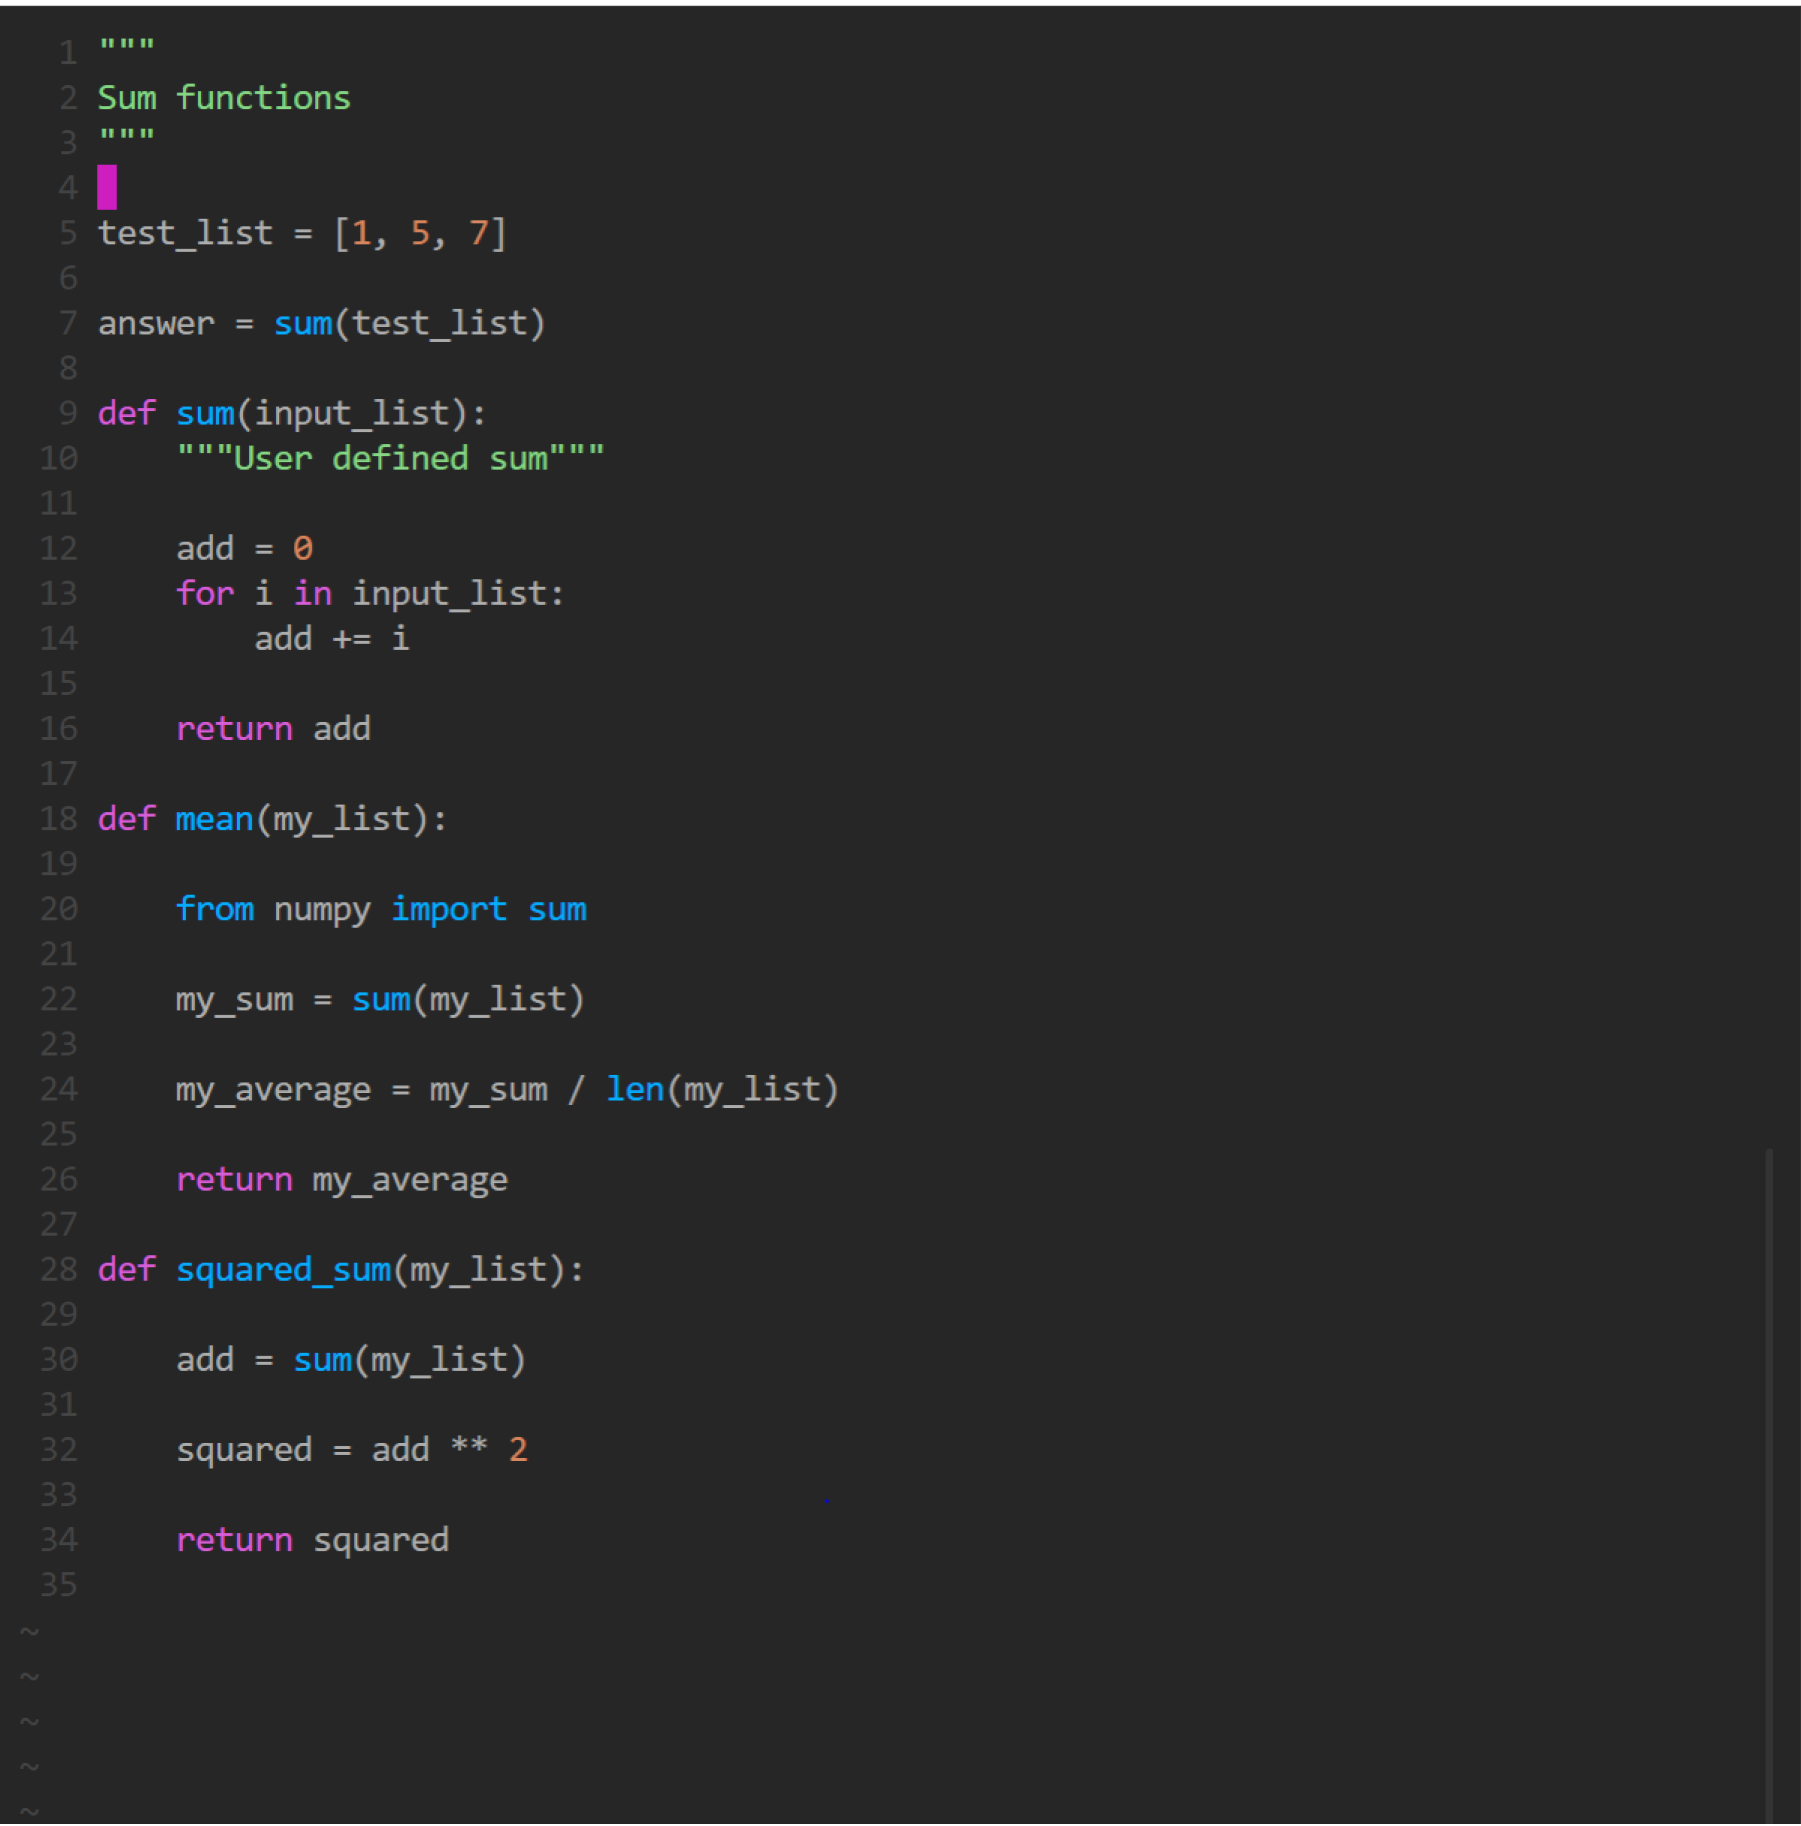 1 """
2 Sum functions
3 """
4
5 test_list = [1, 5, 7]
6
7 answer = sum(test_list)
8
9 def sum(input_list):
10     """User defined sum"""
11
12     add = 0
13     for i in input_list:
14         add += i
15
16     return add
17
18 def mean(my_list):
19
20     from numpy import sum
21
22     my_sum = sum(my_list)
23
24     my_average = my_sum / len(my_list)
25
26     return my_average
27
28 def squared_sum(my_list):
29
30     add = sum(my_list)
31
32     squared = add ** 2
33
34     return squared
35
~
~
~
~
~